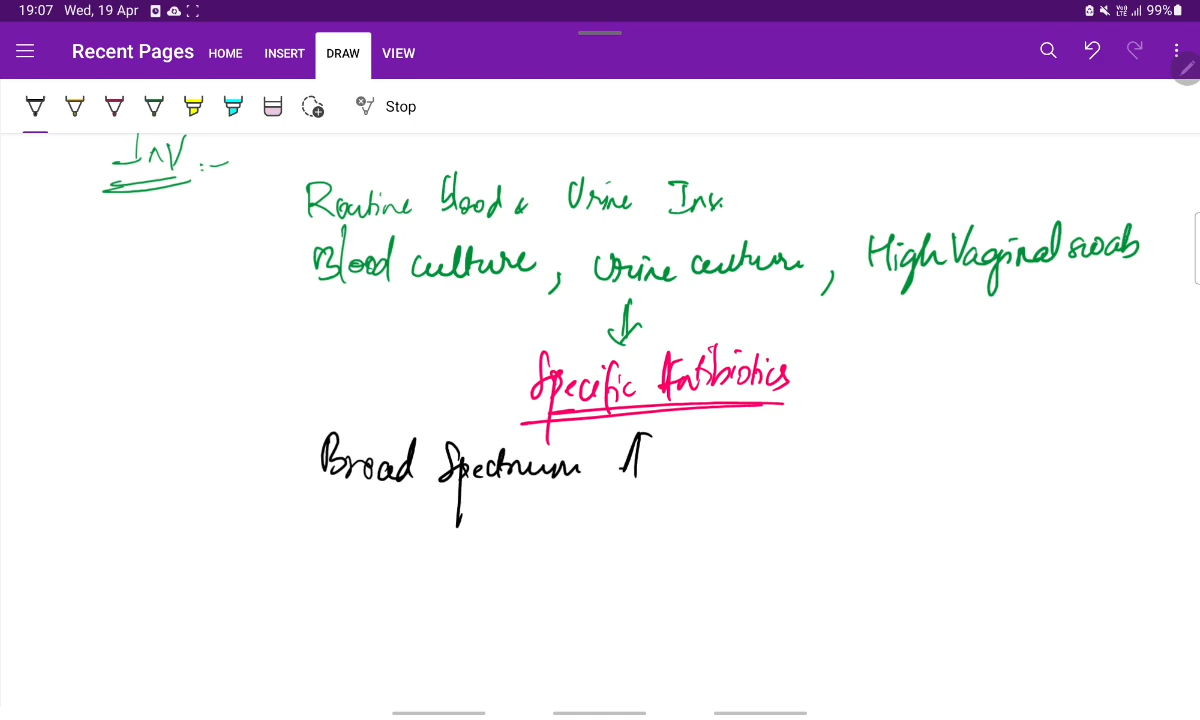 19:07 Wed, 19 Apr 99%
Recent Pages HOME INSERT DRAW VIEW
Stop
Inv :-
Routine blood & Urine Inv.
Blood culture, Urine culture, High Vaginal swab
↓
Specific Antibiotics
Broad Spectrum